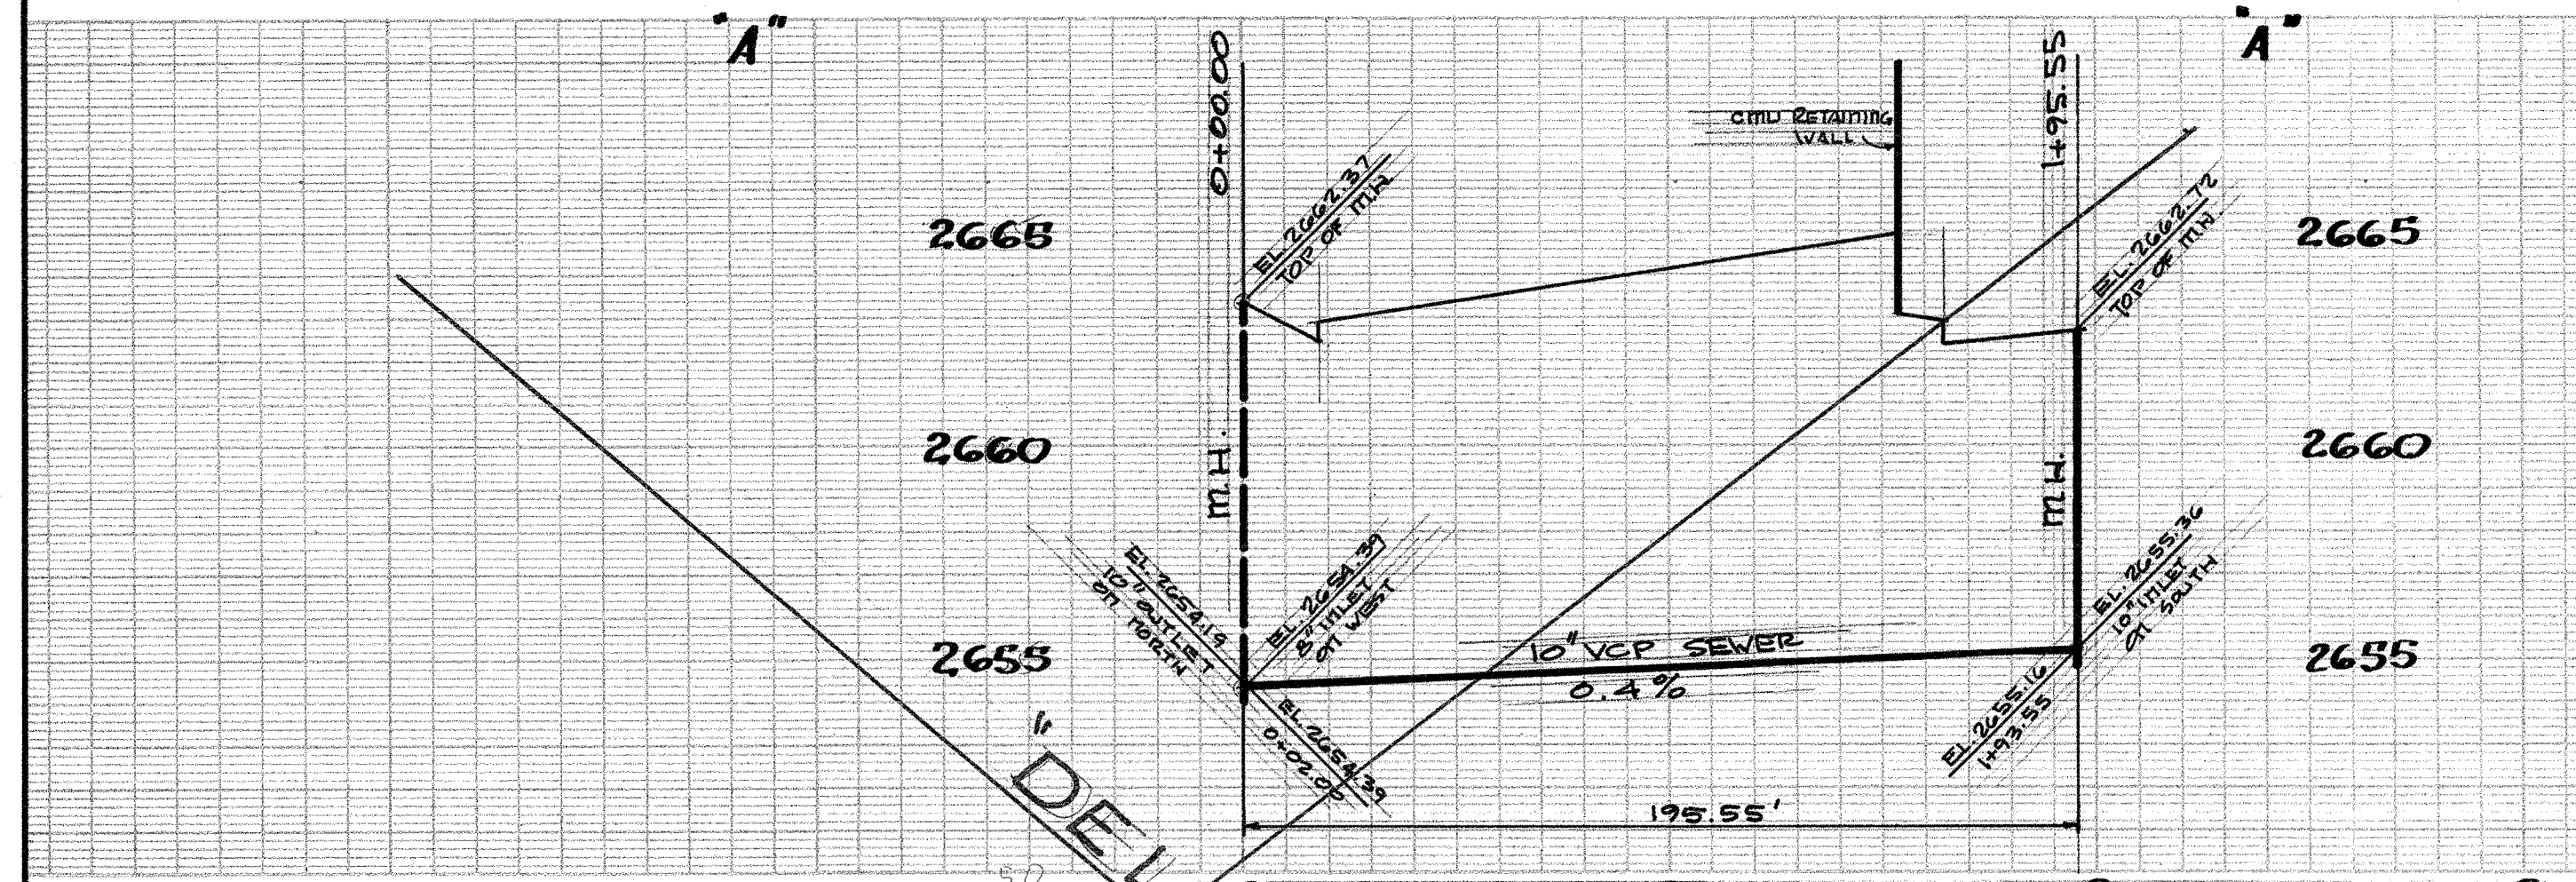 "A"
"A"
0+00.00
1+95.55
CMU RETAINING
WALL
EL. 2662.37
TOP OF M.H.
EL. 2662.72
TOP OF M.H.
2665
2665
2660
2660
M.H.
M.H.
EL. 2654.19
10" OUTLET
ON NORTH
EL. 2654.39
8" INLET
ON WEST
EL. 2655.36
10" INLET
ON SOUTH
2655
2655
10" VCP SEWER
0.4%
EL. 2654.39
0+02.00
EL. 2655.16
1+93.55
195.55'
"DEL
50